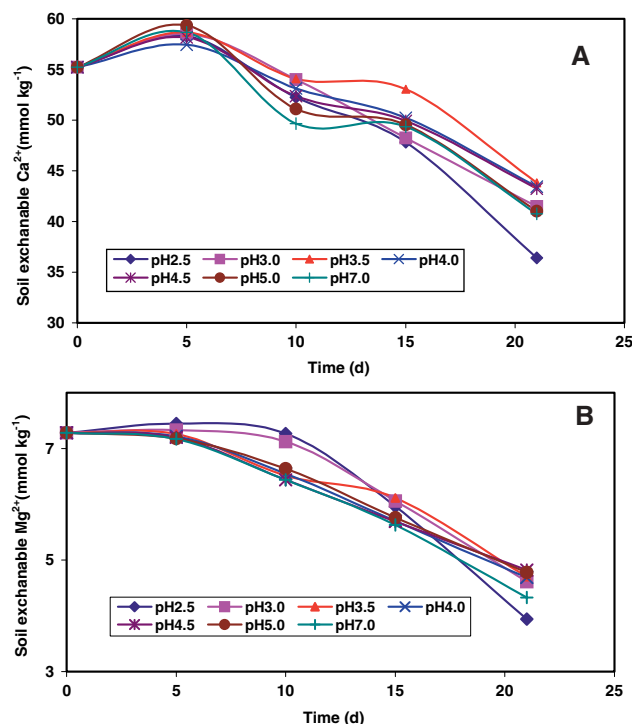 60
55
50
45
40
35
30
Soil exchanable Ca²⁺(mmol kg⁻¹)
A
pH2.5 pH3.0 pH3.5 pH4.0
pH4.5 pH5.0 pH7.0
0 5 10 15 20 25
Time (d)
7
5
3
Soil exchanable Mg²⁺(mmol kg⁻¹)
B
pH2.5 pH3.0 pH3.5 pH4.0
pH4.5 pH5.0 pH7.0
0 5 10 15 20 25
Time (d)